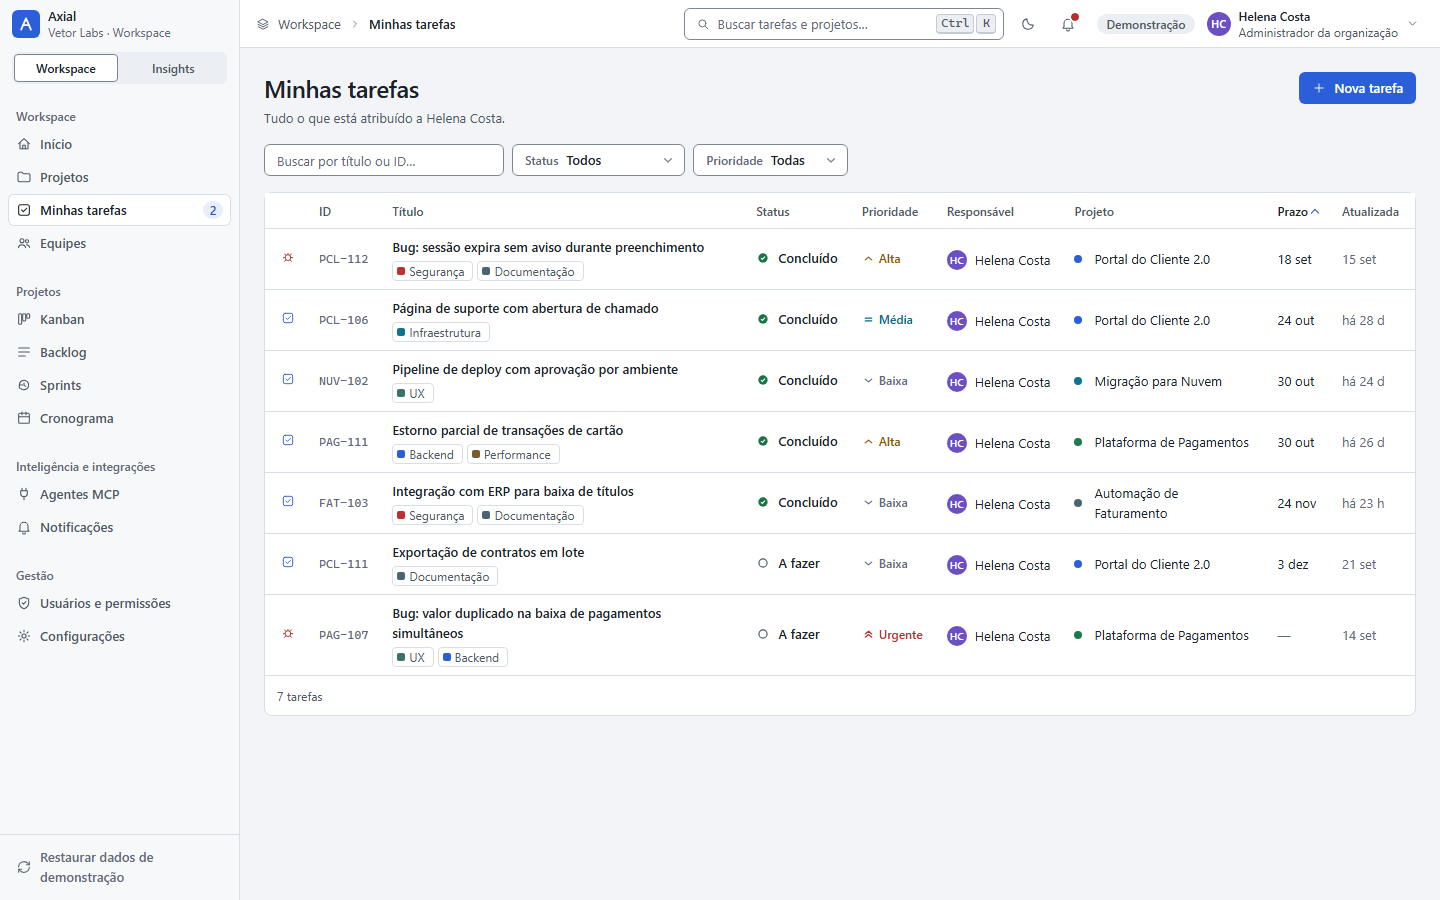 Axial
Vetor Labs · Workspace
Workspace
Insights
Workspace
Início
Projetos
Minhas tarefas
2
Equipes
Projetos
Kanban
Backlog
Sprints
Cronograma
Inteligência e integrações
Agentes MCP
Notificações
Gestão
Usuários e permissões
Configurações
Restaurar dados de
demonstração
Workspace
Minhas tarefas
Buscar tarefas e projetos...
Ctrl K
Demonstração
HC
Helena Costa
Administrador da organização
Minhas tarefas
Tudo o que está atribuído a Helena Costa.
Nova tarefa
Buscar por título ou ID...
Status Todos
Prioridade Todas
ID Título Status Prioridade Responsável Projeto Prazo Atualizada
PCL-112
Bug: sessão expira sem aviso durante preenchimento
Segurança Documentação
Concluído Alta HC Helena Costa Portal do Cliente 2.0 18 set 15 set
PCL-106
Página de suporte com abertura de chamado
Infraestrutura
Concluído Média HC Helena Costa Portal do Cliente 2.0 24 out há 28 d
NUV-102
Pipeline de deploy com aprovação por ambiente
UX
Concluído Baixa HC Helena Costa Migração para Nuvem 30 out há 24 d
PAG-111
Estorno parcial de transações de cartão
Backend Performance
Concluído Alta HC Helena Costa Plataforma de Pagamentos 30 out há 26 d
FAT-103
Integração com ERP para baixa de títulos
Segurança Documentação
Concluído Baixa HC Helena Costa
Automação de
Faturamento
24 nov há 23 h
PCL-111
Exportação de contratos em lote
Documentação
A fazer Baixa HC Helena Costa Portal do Cliente 2.0 3 dez 21 set
PAG-107
Bug: valor duplicado na baixa de pagamentos
simultâneos
UX Backend
A fazer Urgente HC Helena Costa Plataforma de Pagamentos — 14 set
7 tarefas